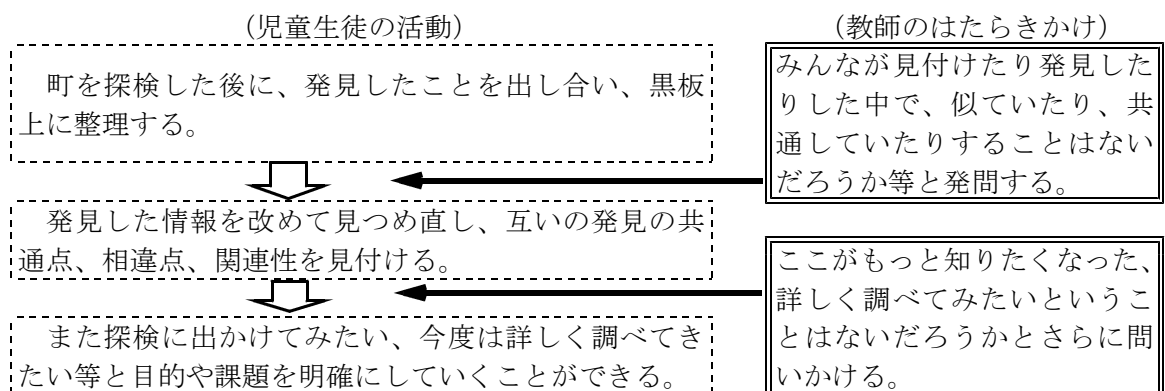 （児童生徒の活動）
（教師のはたらきかけ）
町を探検した後に、発見したことを出し合い、黒板
上に整理する。
みんなが見付けたり発見した
りした中で、似ていたり、共
通していたりすることはない
だろうか等と発問する。
発見した情報を改めて見つめ直し、互いの発見の共
通点、相違点、関連性を見付ける。
ここがもっと知りたくなった、
詳しく調べてみたいというこ
とはないだろうかとさらに問
いかける。
また探検に出かけてみたい、今度は詳しく調べてき
たい等と目的や課題を明確にしていくことができる。